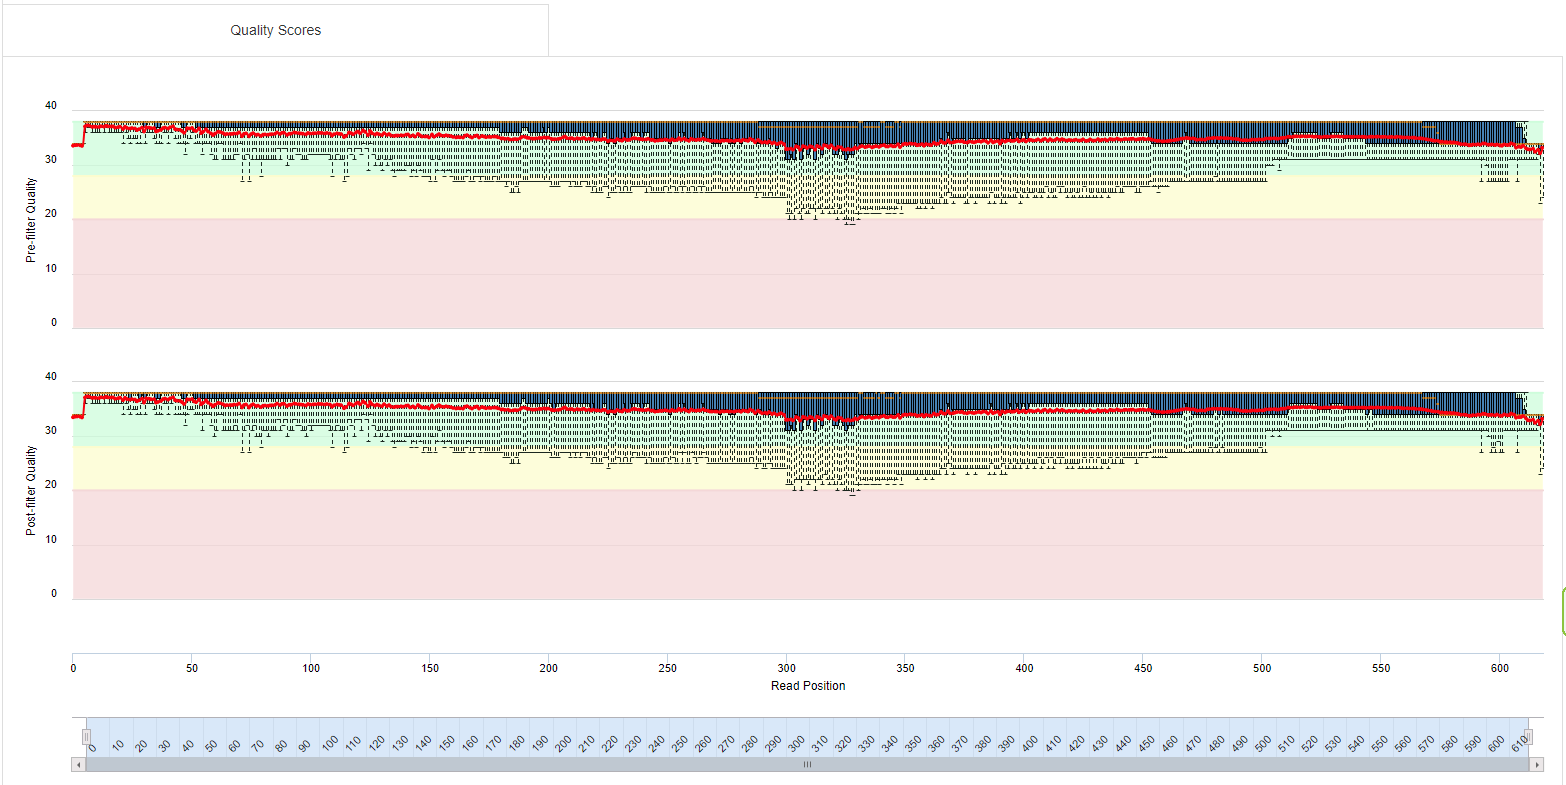 Quality Scores
40
30
20
10
0
Pre-filter Quality
40
30
20
10
0
Post-filter Quality
0 50 100 150 200 250 300 350 400 450 500 550 600
Read Position
0 10 20 30 40 50 60 70 80 90 100 110 120 130 140 150 160 170 180 190 200 210 220 230 240 250 260 270 280 290 300 310 320 330 340 350 360 370 380 390 400 410 420 430 440 450 460 470 480 490 500 510 520 530 540 550 560 570 580 590 600 610